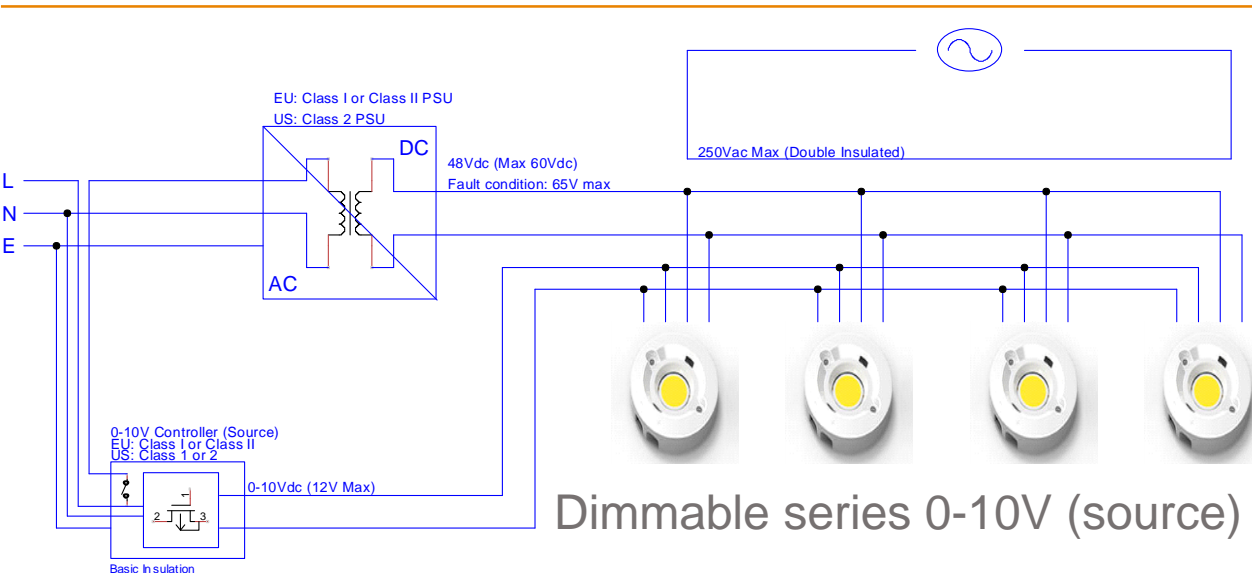 EU: Class I or Class II PSU
US: Class 2 PSU
DC
AC
48Vdc (Max 60Vdc)
Fault condition: 65V max
250Vac Max (Double Insulated)
L
N
E
0-10V Controller (Source)
EU: Class I or Class II
US: Class 1 or 2
1
2
3
0-10Vdc (12V Max)
Basic Insulation
Dimmable series 0-10V (source)